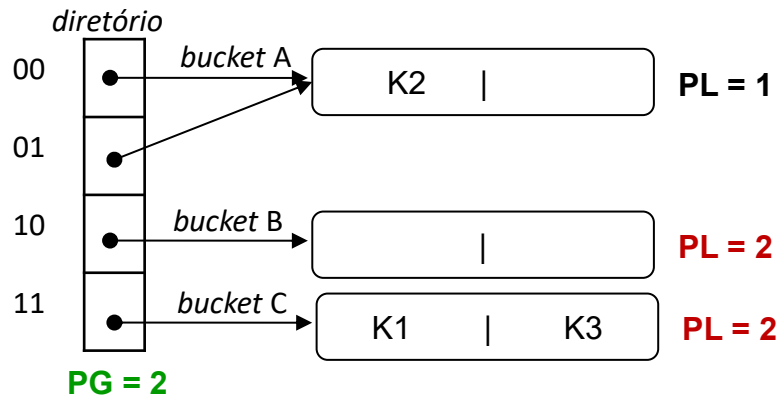 diretório
00 bucket A K2 | PL = 1
01
10 bucket B | PL = 2
11 bucket C K1 | K3 PL = 2
PG = 2